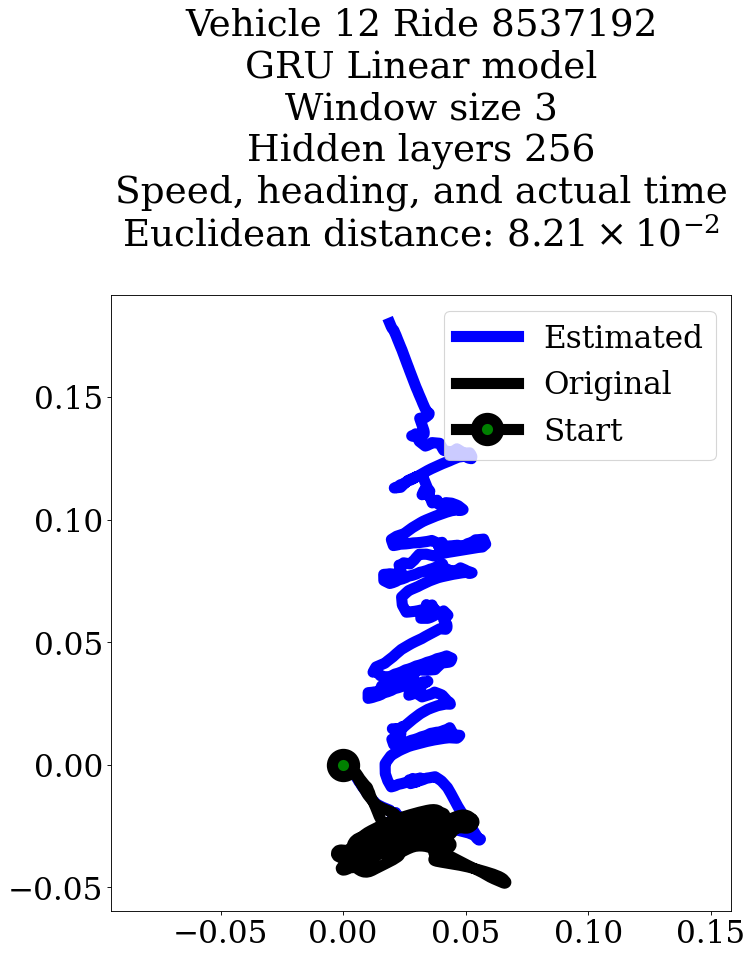 Vehicle 12 Ride 8537192
GRU Linear model
Window size 3
Hidden layers 256
Speed, heading, and actual time
Euclidean distance: 8.21 × 10⁻²
Estimated
Original
Start
0.15
0.10
0.05
0.00
−0.05
−0.05 0.00 0.05 0.10 0.15